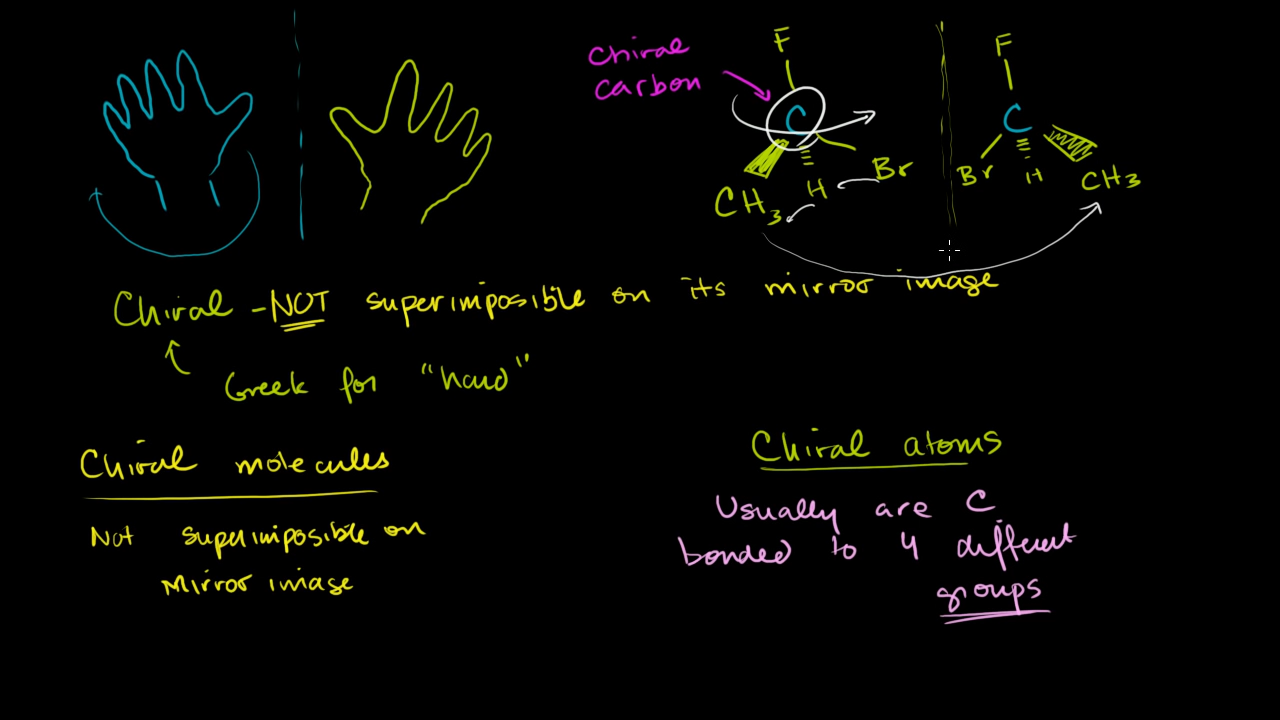 Chiral
carbon
F
C
CH₃
H
Br
F
C
Br
H
CH₃
Chiral - NOT superimposible on its mirror image
Greek for "hand"
Chiral molecules
Not superimposible on
Mirror image
Chiral atoms
Usually are C
bonded to 4 different
groups